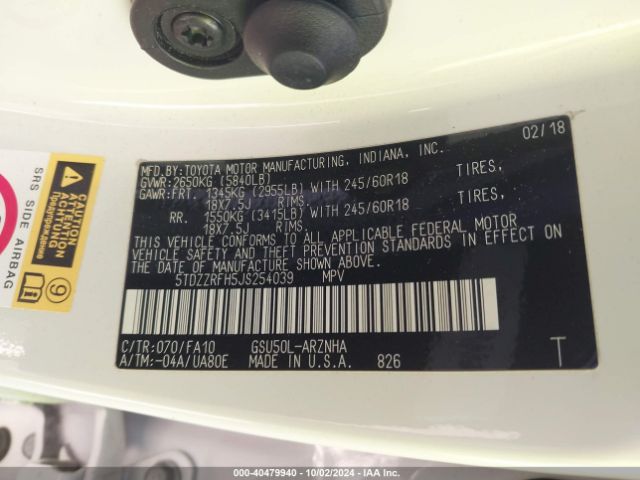 02/18
MFD.BY:TOYOTA MOTOR MANUFACTURING, INDIANA, INC.
GVWR:2650KG (5840LB)
GAWR:FRT. 1345KG (2955LB) WITH 245/60R18 TIRES,
18X7.5J RIMS.
RR. 1550KG (3415LB) WITH 245/60R18 TIRES,
18X7.5J RIMS.
THIS VEHICLE CONFORMS TO ALL APPLICABLE FEDERAL MOTOR
VEHICLE SAFETY AND THEFT PREVENTION STANDARDS IN EFFECT ON
THE DATE OF MANUFACTURE SHOWN ABOVE.
5TDZZRFH5JS254039 MPV
C/TR:070/FA10 GSU50L-ARZNHA
A/TM:-04A/UA80E MADE IN U.S.A. 826
T
SRS SIDE AIRBAG
CAUTION
ATTENTION
9
000-40479940 - 10/02/2024 - IAA Inc.